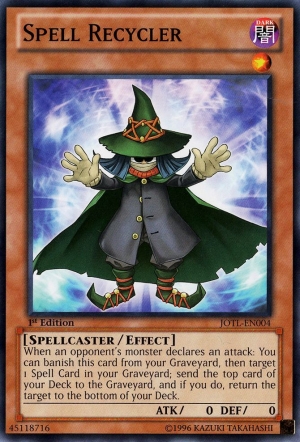 SPELL RECYCLER
DARK
闇
1st Edition
JOTL-EN004
[SPELLCASTER / EFFECT]
When an opponent's monster declares an attack: You
can banish this card from your Graveyard, then target
1 Spell Card in your Graveyard; send the top card
of your Deck to the Graveyard, and if you do, return the
target to the bottom of your Deck.
ATK/ 0 DEF/ 0
45118716
©1996 KAZUKI TAKAHASHI